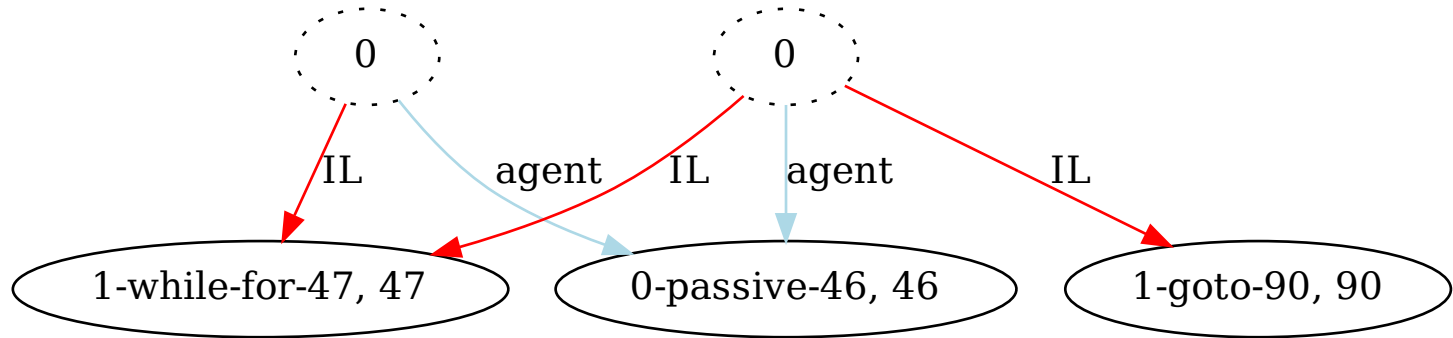 0
0
IL
agent
IL
agent
IL
1-while-for-47, 47
0-passive-46, 46
1-goto-90, 90